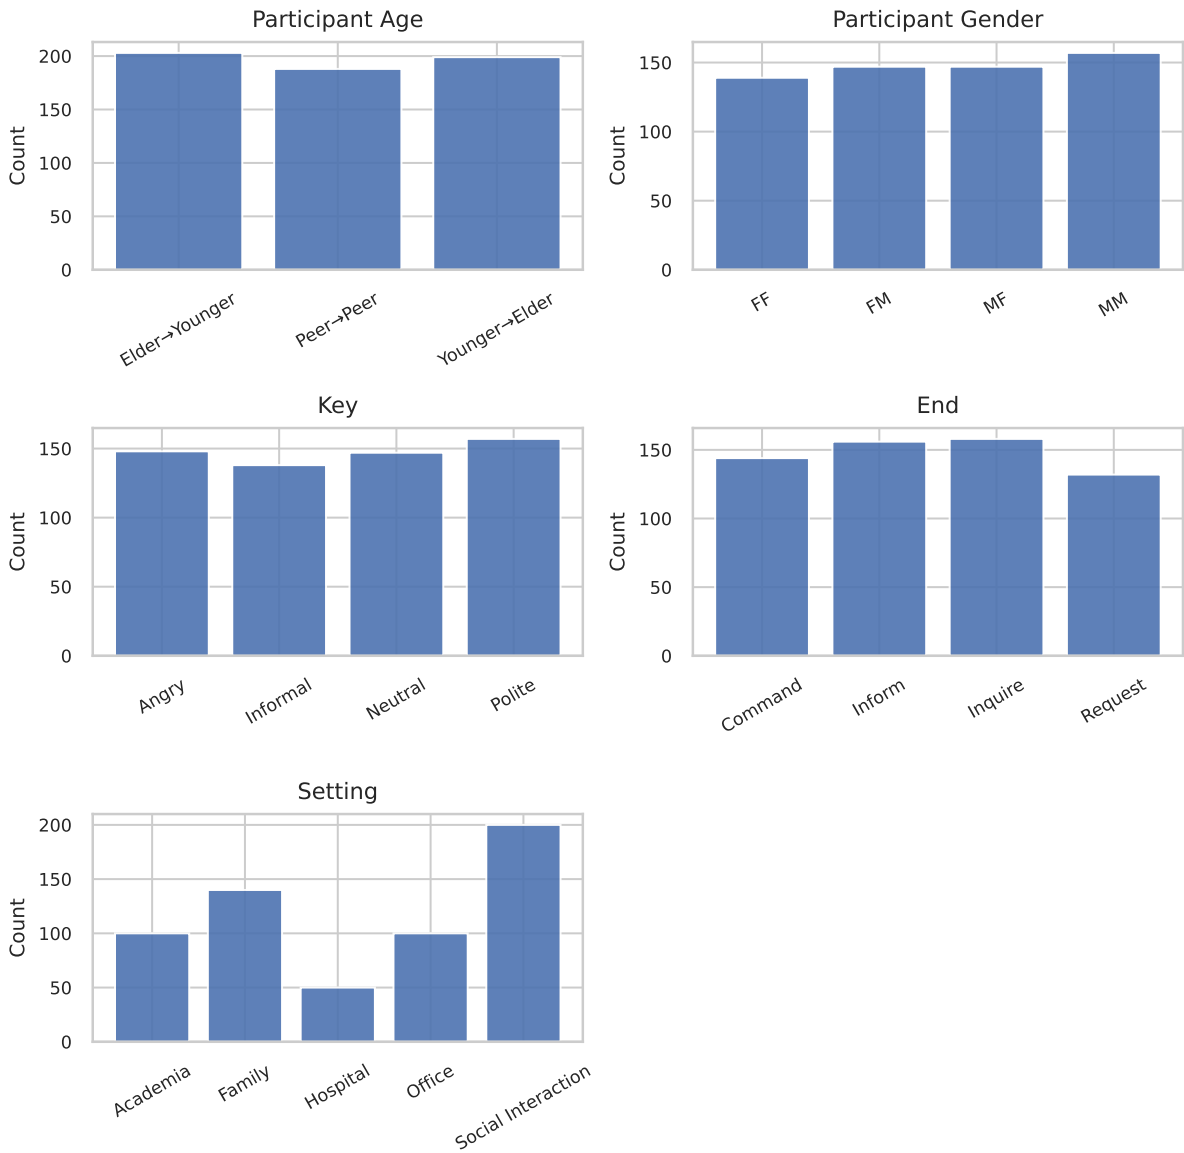 Participant Age
Count
200
150
100
50
0
Elder→Younger
Peer→Peer
Younger→Elder
Participant Gender
Count
150
100
50
0
FF
FM
MF
MM
Key
Count
150
100
50
0
Angry
Informal
Neutral
Polite
End
Count
150
100
50
0
Command
Inform
Inquire
Request
Setting
Count
200
150
100
50
0
Academia
Family
Hospital
Office
Social Interaction